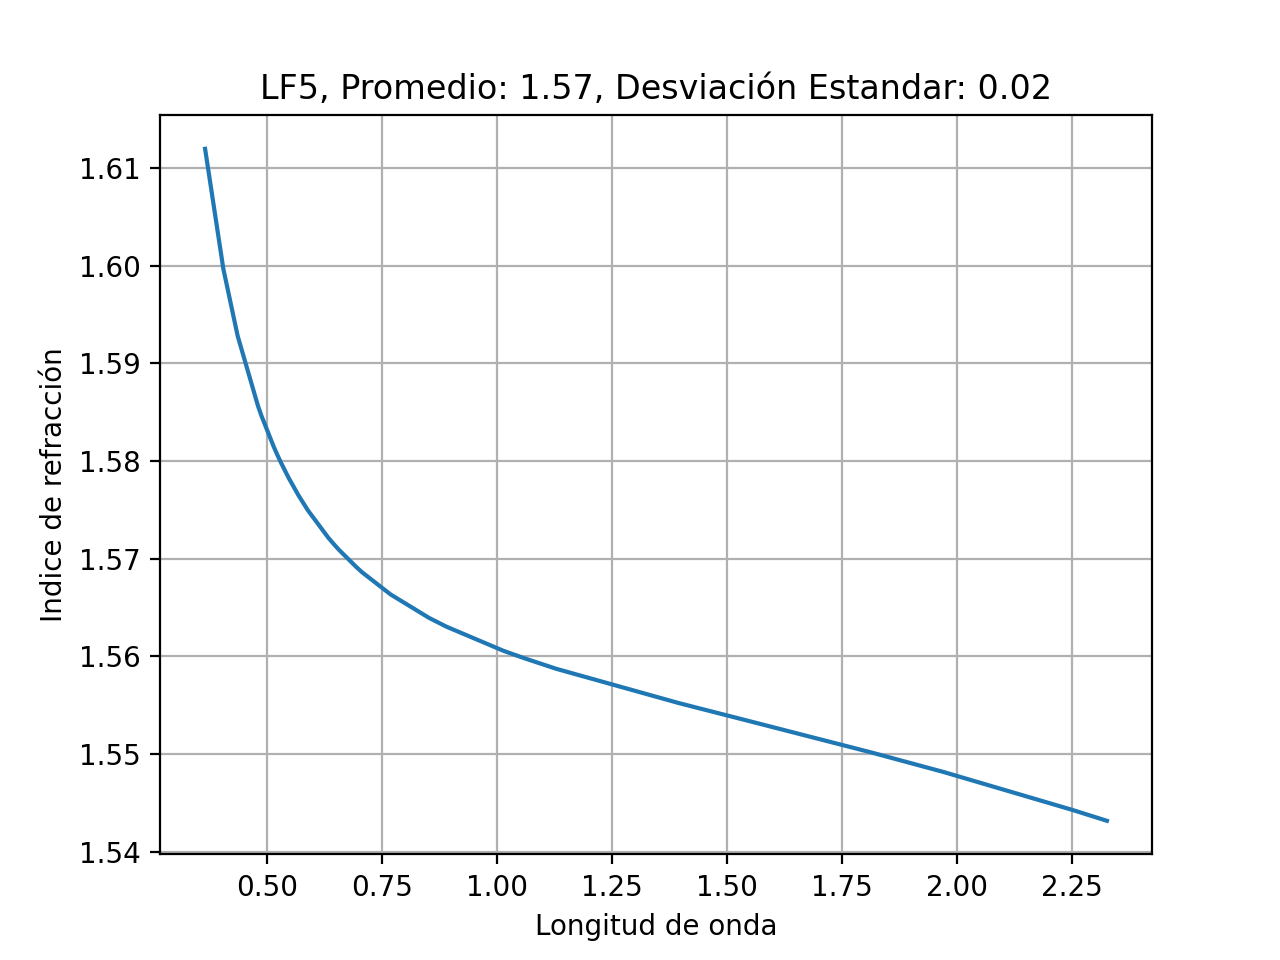 LF5, Promedio: 1.57, Desviación Estandar: 0.02
Indice de refracción
1.61
1.60
1.59
1.58
1.57
1.56
1.55
1.54
0.50 0.75 1.00 1.25 1.50 1.75 2.00 2.25
Longitud de onda